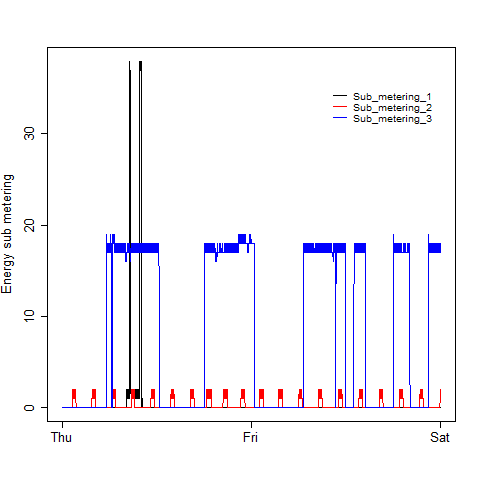 Energy sub metering
30
20
10
0
Sub_metering_1
Sub_metering_2
Sub_metering_3
Thu Fri Sat